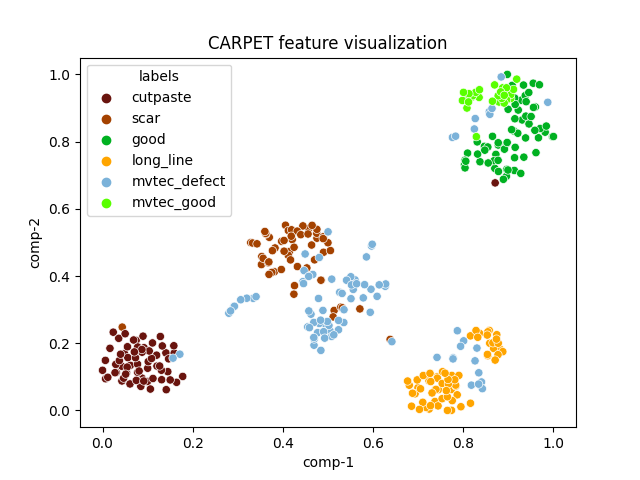 CARPET feature visualization
labels
cutpaste
scar
good
long_line
mvtec_defect
mvtec_good
comp-2
1.0
0.8
0.6
0.4
0.2
0.0
0.0 0.2 0.4 0.6 0.8 1.0
comp-1